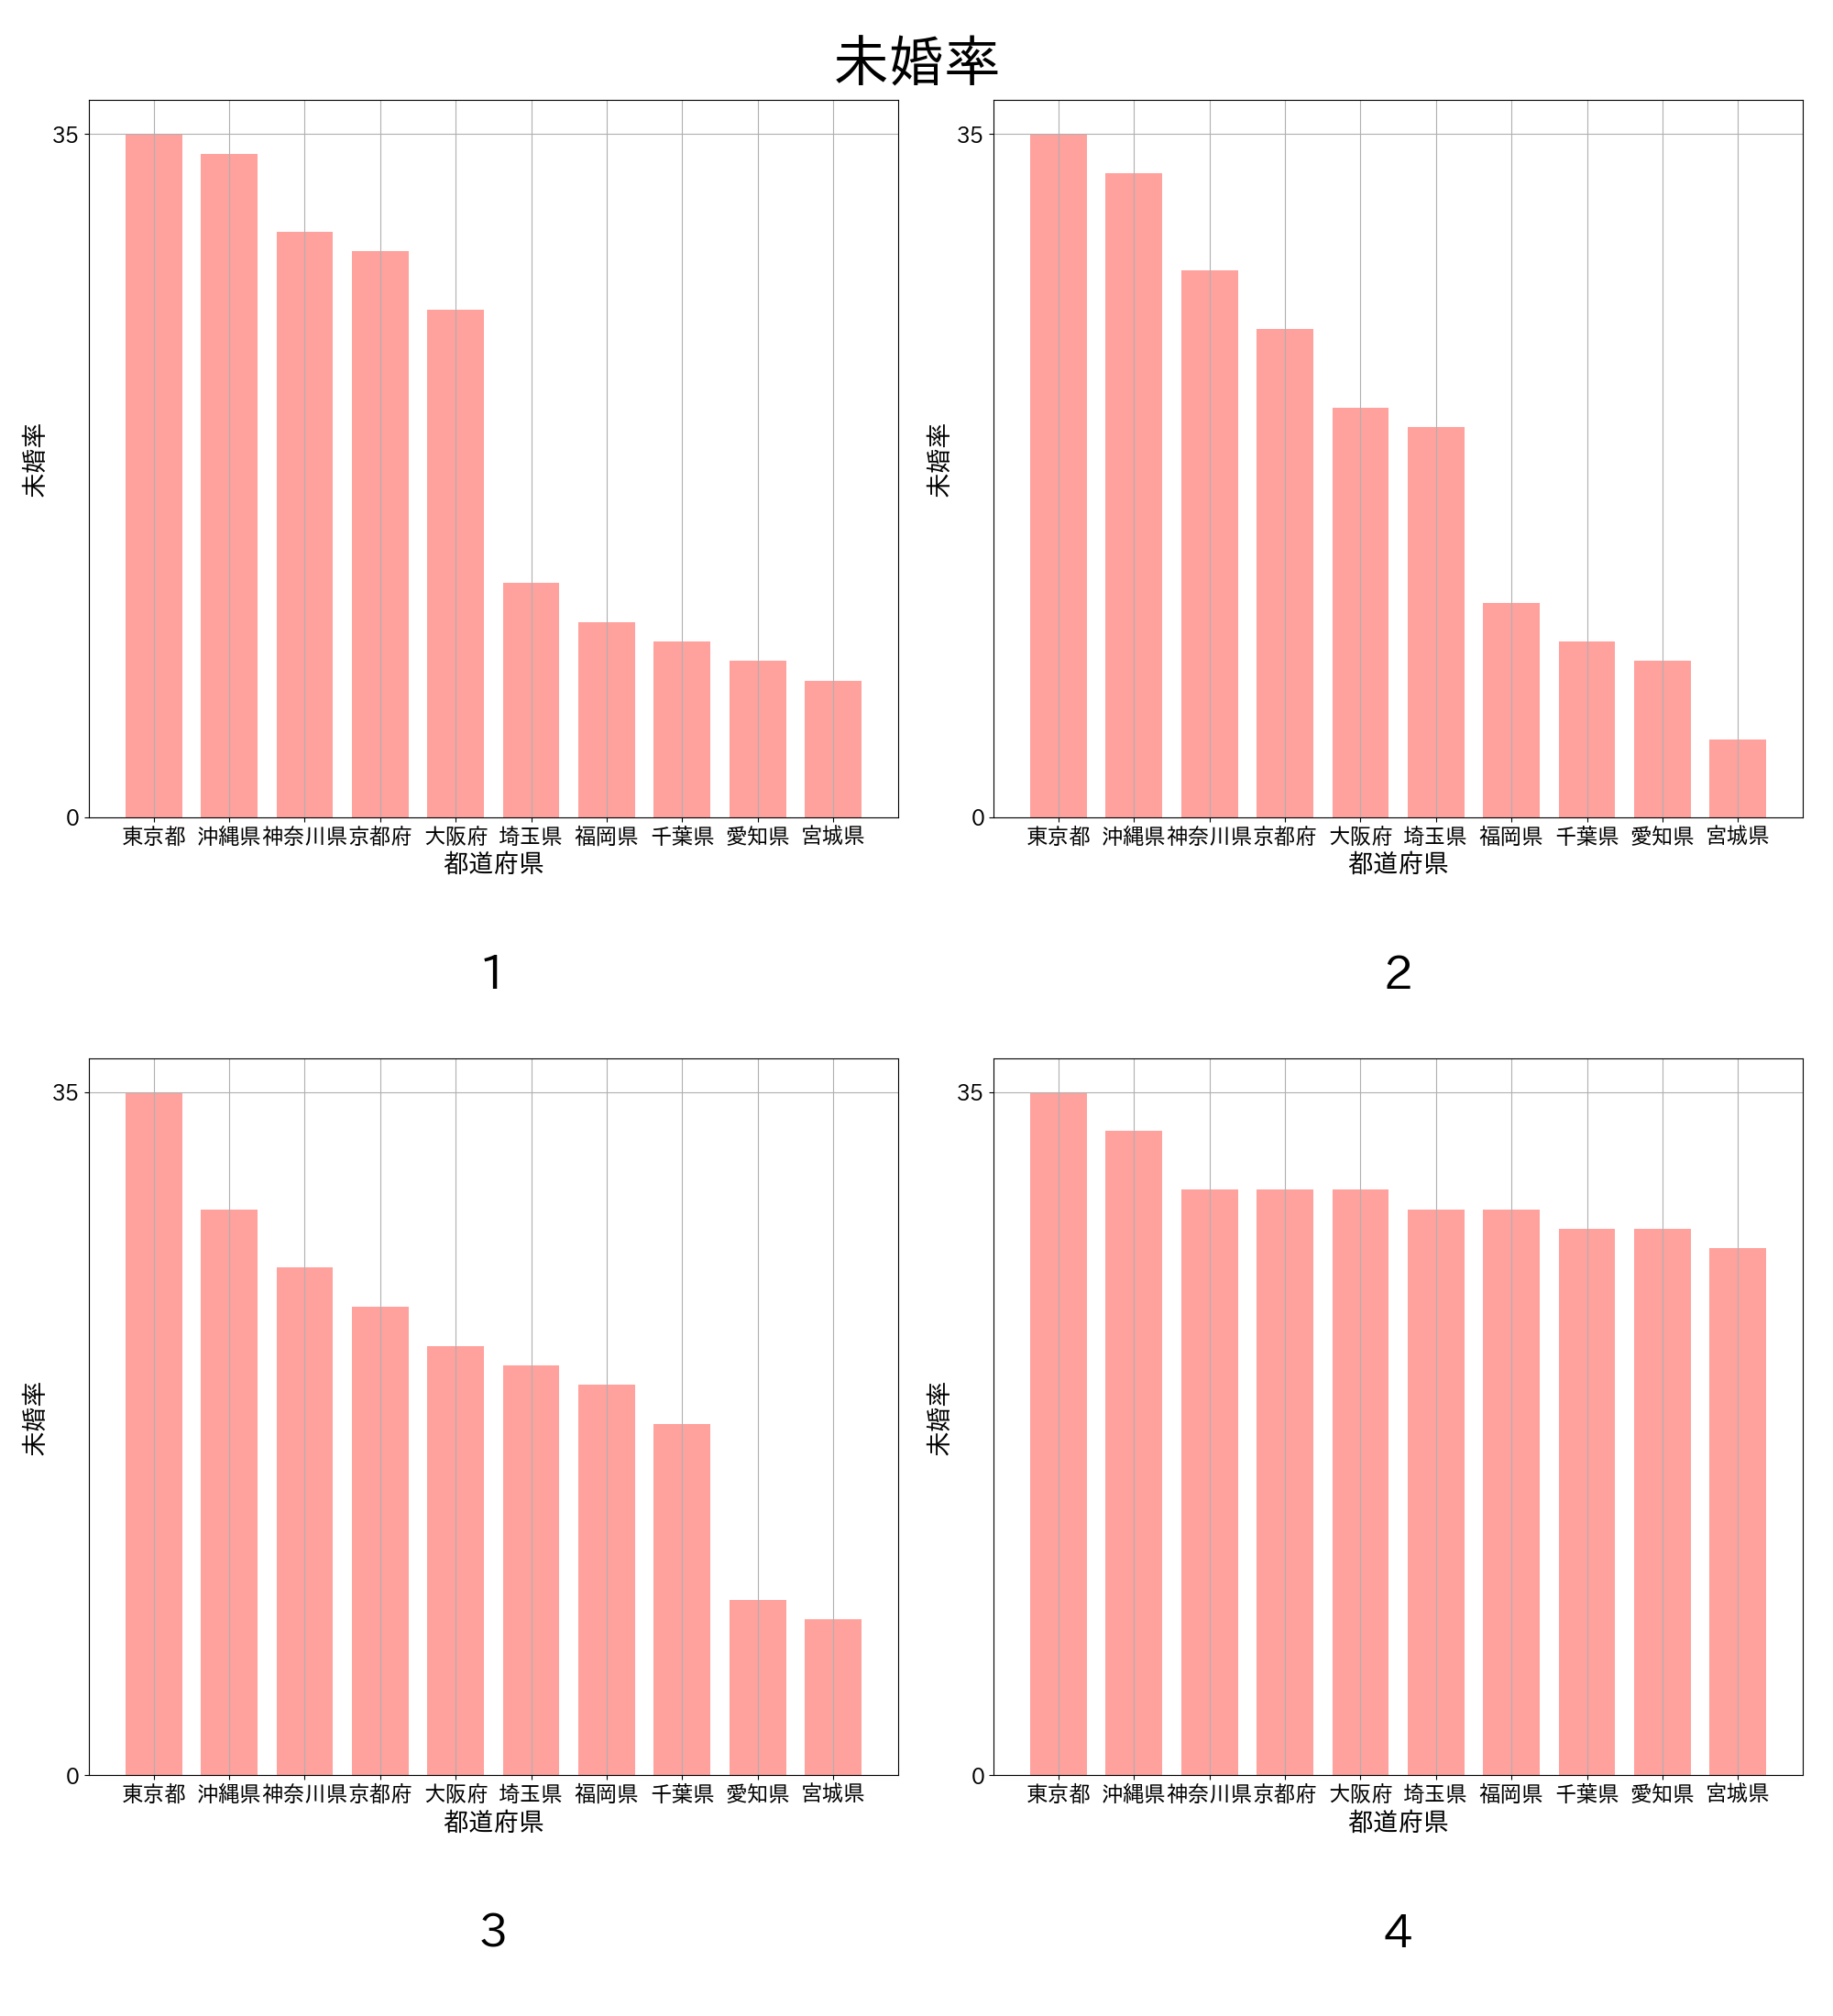 未婚率
35
0
未婚率
東京都 沖縄県 神奈川県 京都府 大阪府 埼玉県 福岡県 千葉県 愛知県 宮城県
都道府県
1
35
0
未婚率
東京都 沖縄県 神奈川県 京都府 大阪府 埼玉県 福岡県 千葉県 愛知県 宮城県
都道府県
2
35
0
未婚率
東京都 沖縄県 神奈川県 京都府 大阪府 埼玉県 福岡県 千葉県 愛知県 宮城県
都道府県
3
35
0
未婚率
東京都 沖縄県 神奈川県 京都府 大阪府 埼玉県 福岡県 千葉県 愛知県 宮城県
都道府県
4